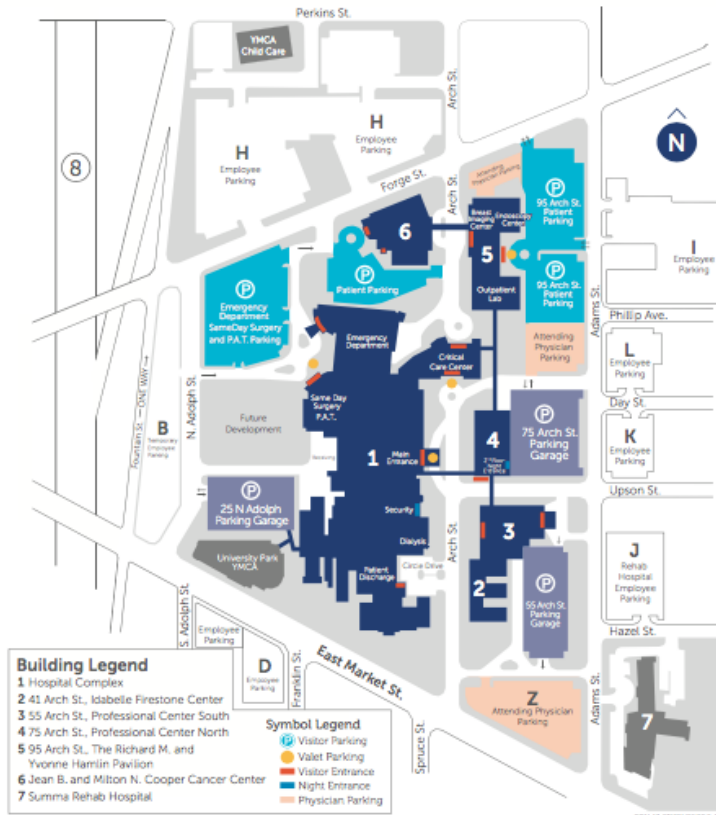 Perkins St.
YMCA
Child Care
Arch St.
8
H
Employee
Parking
H
Employee
Parking
N
Forge St.
Arch St.
Attending
Physician Parking
P
95 Arch St.
Patient
Parking
6
Breast
Imaging
Center
Endoscopy
Center
5
I
Employee
Parking
P
Patient Parking
P
Emergency
Department
SameDay Surgery
and P.A.T. Parking
Outpatient
Lab
P
95 Arch St.
Patient
Parking
Adams St.
Phillip Ave.
Emergency
Department
Attending
Physician
Parking
L
Employee
Parking
Critical
Care Center
Fountain St. — ONE WAY →
N. Adolph St.
B
Temporary
Employee
Parking
Same Day
Surgery
P.A.T.
Future
Development
Day St.
4
2nd Floor
Night
Entrance
P
75 Arch St.
Parking
Garage
K
Employee
Parking
1
Main
Entrance
Upson St.
P
25 N Adolph
Parking Garage
Security
Arch St.
3
Dialysis
University Park
YMCA
Patient
Discharge
Circle Drive
2
P
55 Arch St.
Parking
Garage
J
Rehab
Hospital
Employee
Parking
S. Adolph St.
Employee
Parking
Hazel St.
D
Employee
Parking
Franklin St.
East Market St.
Z
Attending Physician
Parking
Adams St.
7
Spruce St.
Building Legend
1 Hospital Complex
2 41 Arch St., Idabelle Firestone Center
3 55 Arch St., Professional Center South
4 75 Arch St., Professional Center North
5 95 Arch St., The Richard M. and
Yvonne Hamlin Pavilion
6 Jean B. and Milton N. Cooper Cancer Center
7 Summa Rehab Hospital
Symbol Legend
P Visitor Parking
Valet Parking
Visitor Entrance
Night Entrance
Physician Parking